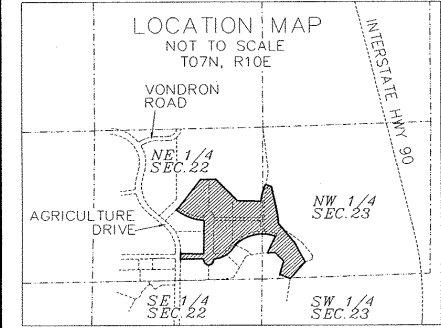 LOCATION MAP
NOT TO SCALE
T07N, R10E
VONDRON
ROAD
INTERSTATE HWY 90
NE 1/4
SEC.22
NW 1/4
SEC.23
AGRICULTURE
DRIVE
SE 1/4
SEC.22
SW 1/4
SEC.23